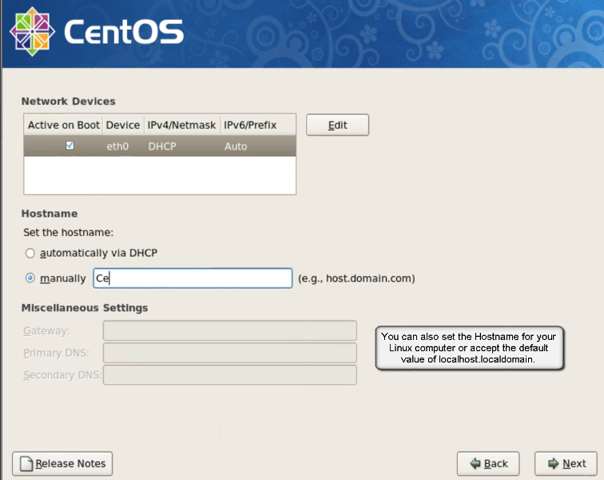 CentOS
Network Devices
Active on Boot Device IPv4/Netmask IPv6/Prefix
Edit
eth0 DHCP Auto
Hostname
Set the hostname:
automatically via DHCP
manually Ce (e.g., host.domain.com)
Miscellaneous Settings
Gateway:
Primary DNS:
Secondary DNS:
You can also set the Hostname for your
Linux computer or accept the default
value of localhost.localdomain.
Release Notes
Back
Next